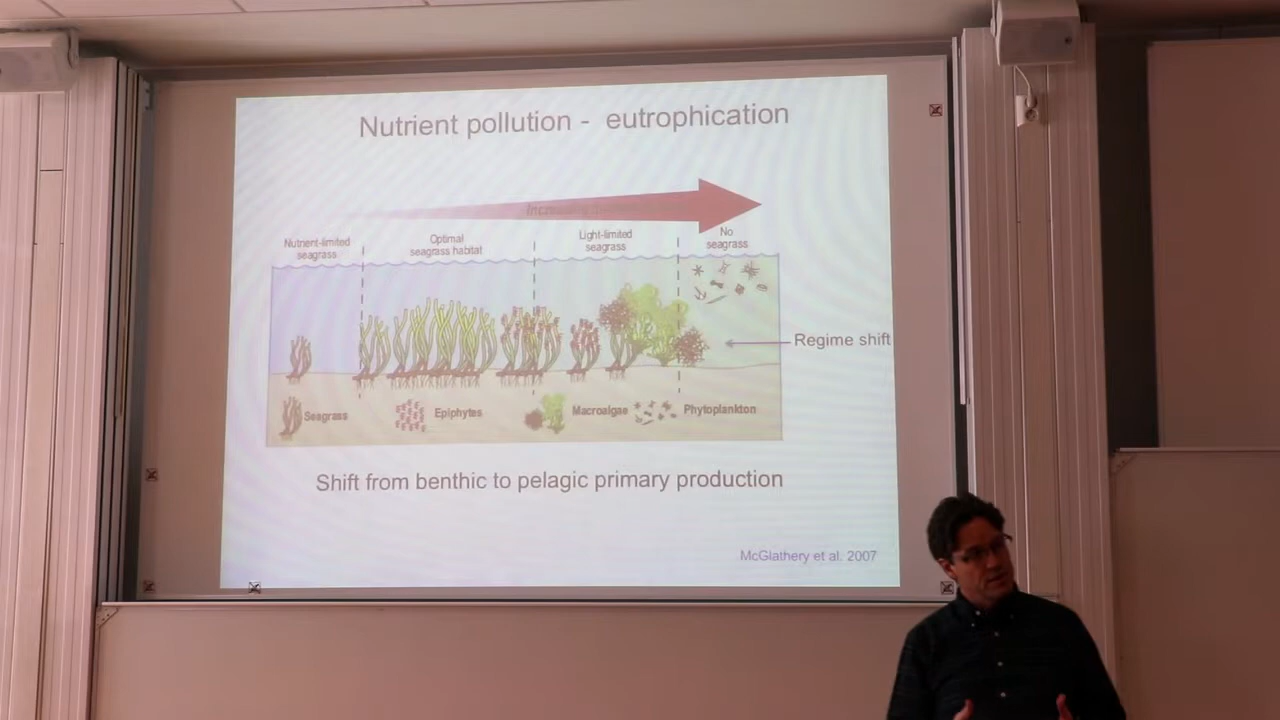 Nutrient pollution - eutrophication
Increasing
Nutrient-limited
seagrass
Optimal
seagrass habitat
Light-limited
seagrass
No
seagrass
Regime shift
Seagrass
Epiphytes
Macroalgae
Phytoplankton
Shift from benthic to pelagic primary production
McGlathery et al. 2007